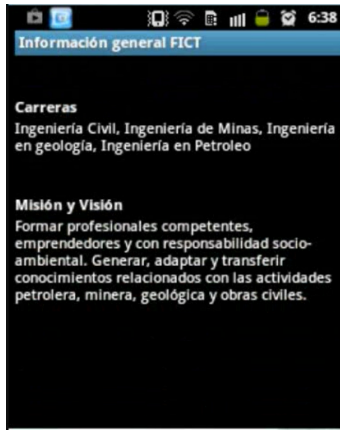 6:38
Información general FICT
Carreras
Ingeniería Civil, Ingeniería de Minas, Ingeniería
en geología, Ingeniería en Petroleo
Misión y Visión
Formar profesionales competentes,
emprendedores y con responsabilidad socio-
ambiental. Generar, adaptar y transferir
conocimientos relacionados con las actividades
petrolera, minera, geológica y obras civiles.